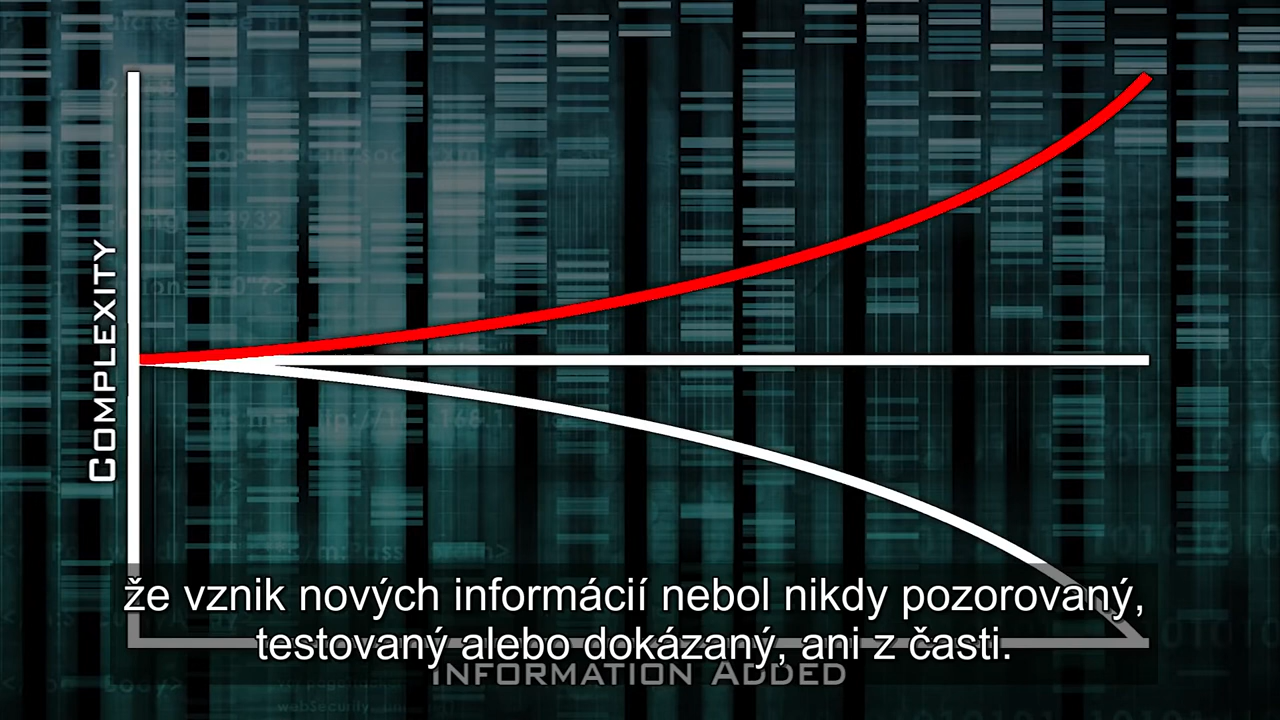 COMPLEXITY
že vznik nových informácií nebol nikdy pozorovaný,
testovaný alebo dokázaný, ani z časti.
INFORMATION ADDED